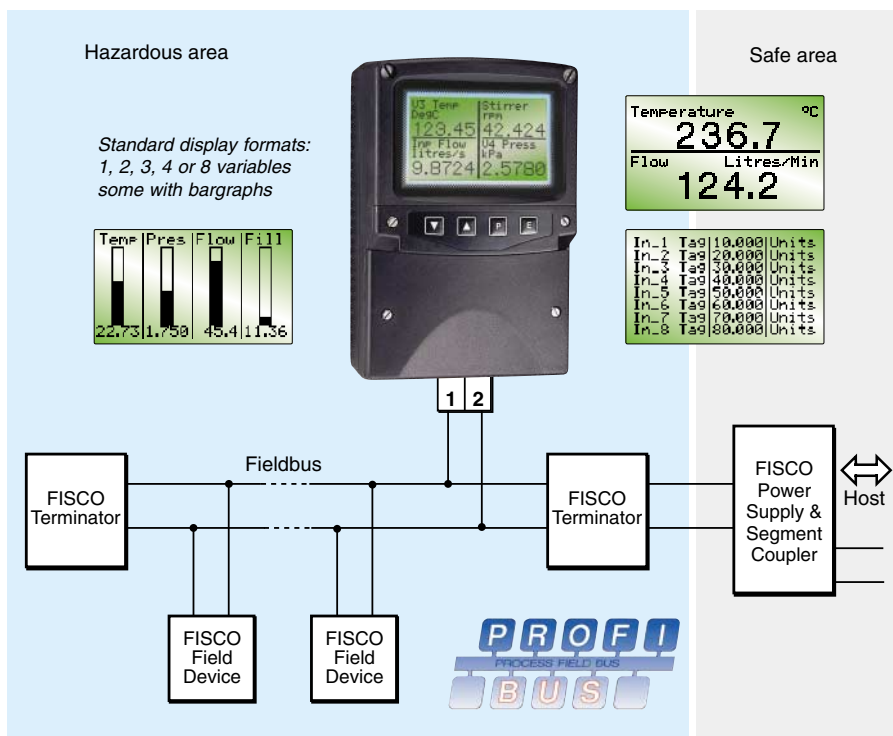 Hazardous area
Safe area
Standard display formats:
1, 2, 3, 4 or 8 variables
some with bargraphs
V3 Temp
DegC
123.45
Stirrer
rpm
42.424
Inp Flow
litres/s
9.8724
V4 Press
kPa
2.5780
P E
Temperature ºC
236.7
Flow Litres/Min
124.2
Temp Pres Flow Fill
22.73 1.750 45.4 11.36
In_1 Tag 10.000 Units
In_2 Tag 20.000 Units
In_3 Tag 30.000 Units
In_4 Tag 40.000 Units
In_5 Tag 50.000 Units
In_6 Tag 60.000 Units
In_7 Tag 70.000 Units
In_8 Tag 80.000 Units
1 2
Fieldbus
FISCO
Terminator
FISCO
Terminator
FISCO
Power
Supply &
Segment
Coupler
Host
FISCO
Field
Device
FISCO
Field
Device
PROFI
PROCESS FIELD BUS
BUS